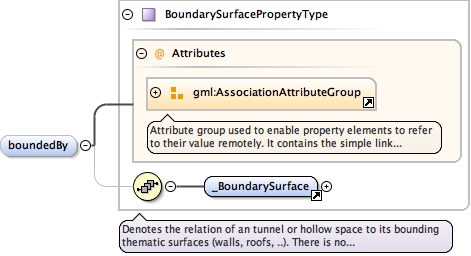 BoundarySurfacePropertyType
@ Attributes
gml:AssociationAttributeGroup
Attribute group used to enable property elements to refer
to their value remotely. It contains the simple link...
boundedBy
_BoundarySurface
Denotes the relation of an tunnel or hollow space to its bounding
thematic surfaces (walls, roofs, ..). There is no...